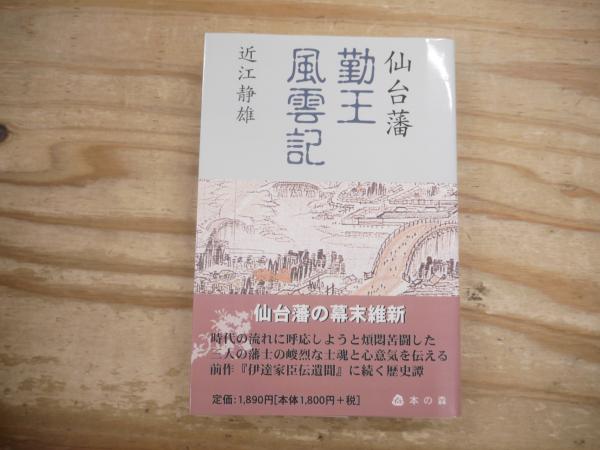 仙台藩
勤王
風雲記
近江静雄
仙台藩の幕末維新
時代の流れに呼応しようと煩悶苦闘した
二人の藩士の峻烈な士魂と心意気を伝える
前作『伊達家臣伝遺聞』に続く歴史譚
定価:1,890円[本体1,800円+税]
本の森